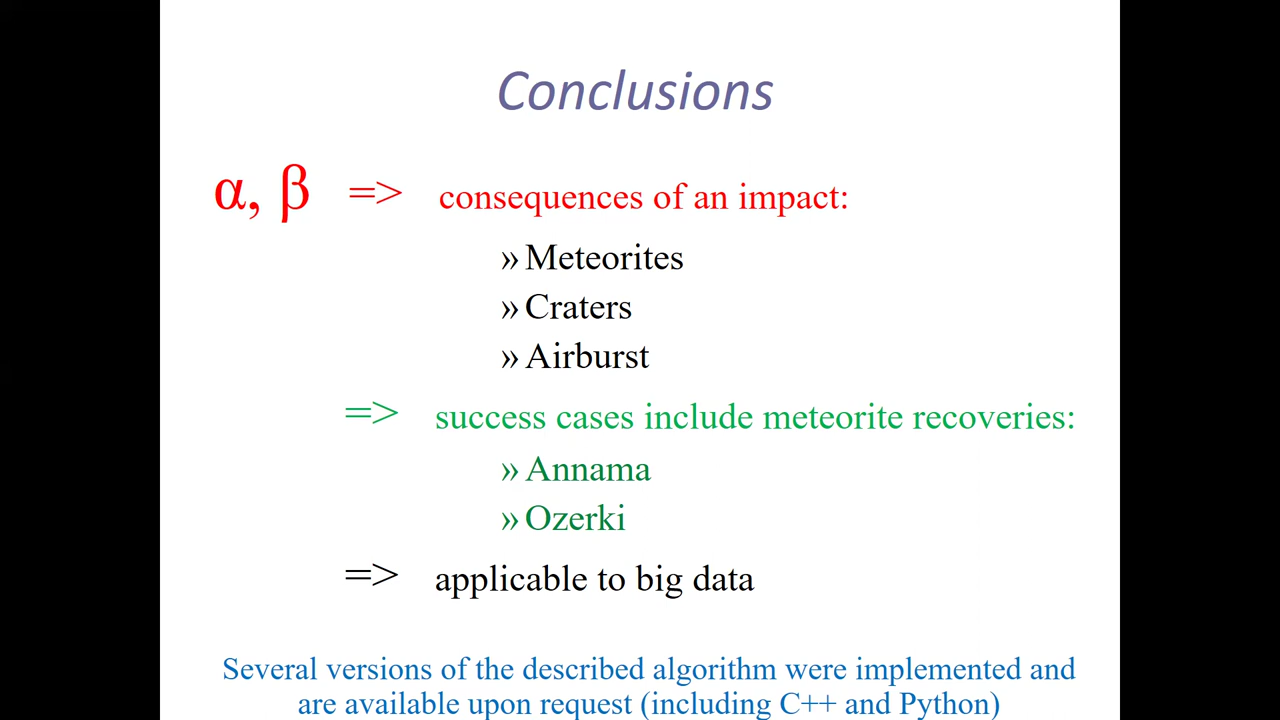 Conclusions
α, β => consequences of an impact:
» Meteorites
» Craters
» Airburst
=> success cases include meteorite recoveries:
» Annama
» Ozerki
=> applicable to big data
Several versions of the described algorithm were implemented and
are available upon request (including C++ and Python)